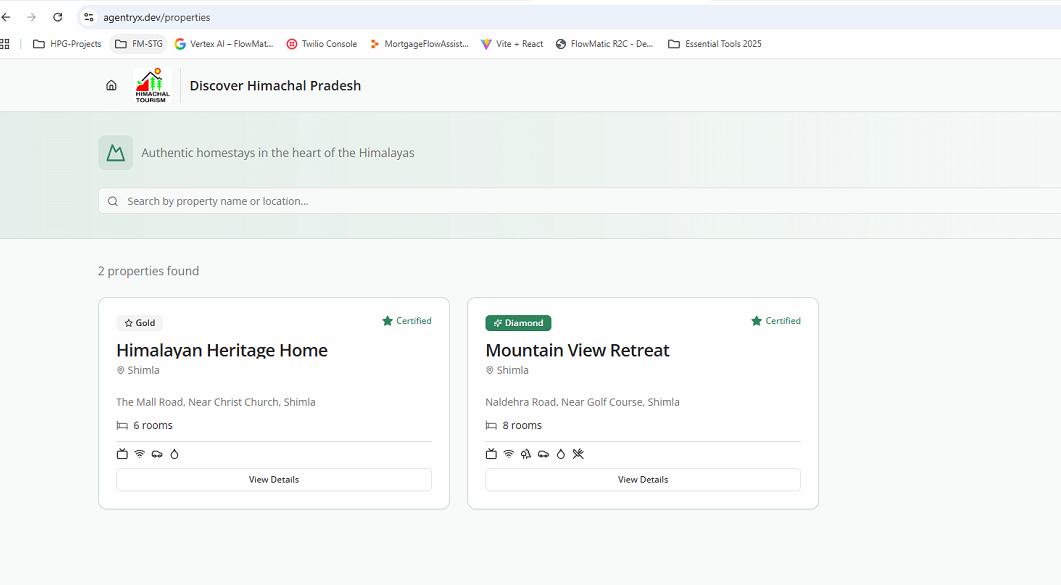 agentryx.dev/properties
HPG-Projects FM-STG Vertex AI – FlowMat... Twilio Console MortgageFlowAssist... Vite + React FlowMatic R2C - De... Essential Tools 2025
HIMACHAL
TOURISM
Discover Himachal Pradesh
Authentic homestays in the heart of the Himalayas
Search by property name or location...
2 properties found
Gold Certified
Himalayan Heritage Home
Shimla
The Mall Road, Near Christ Church, Shimla
6 rooms
View Details
Diamond Certified
Mountain View Retreat
Shimla
Naldehra Road, Near Golf Course, Shimla
8 rooms
View Details